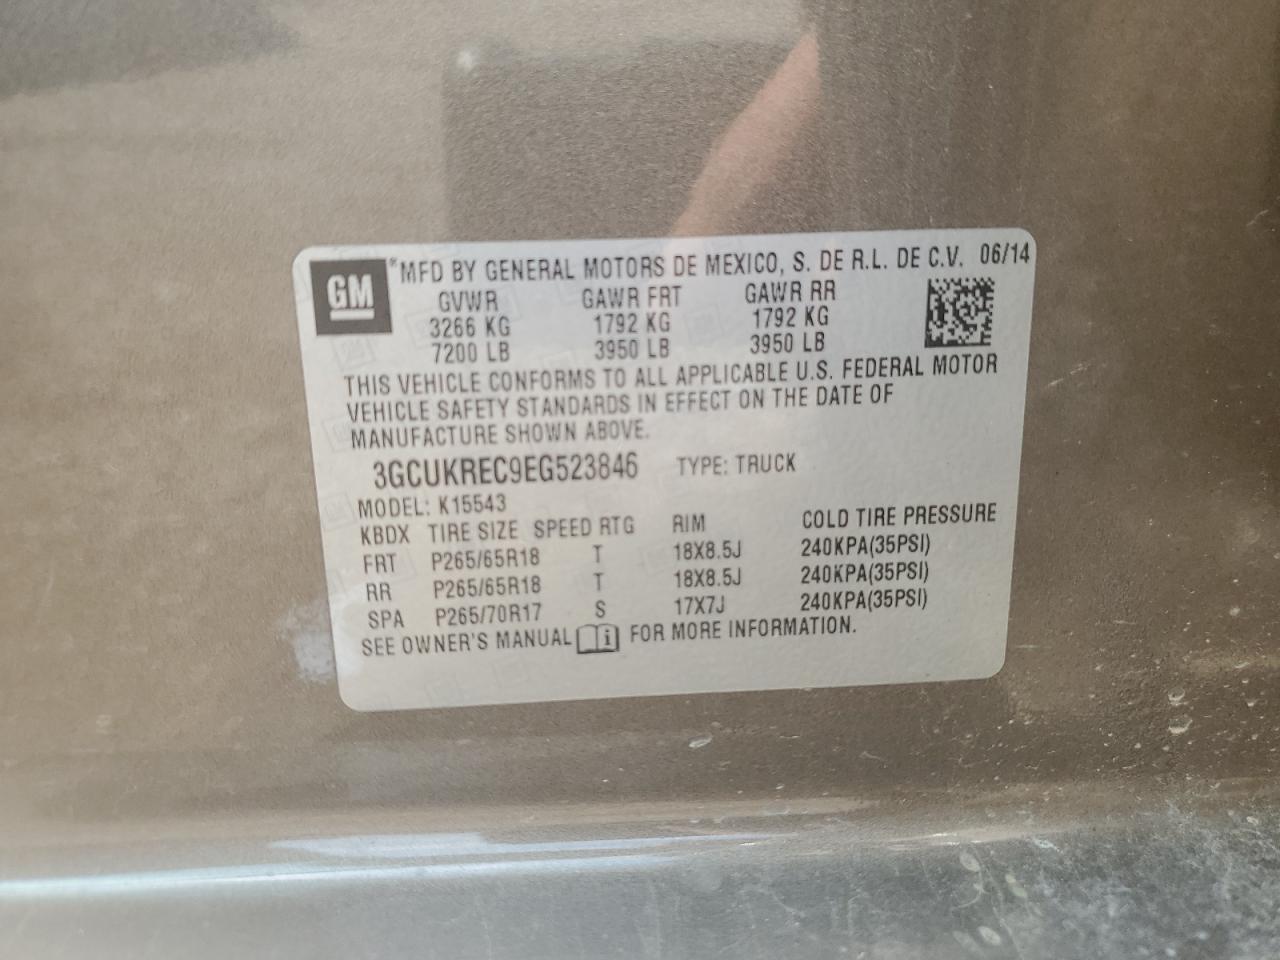 GM
*MFD BY GENERAL MOTORS DE MEXICO, S. DE R.L. DE C.V. 06/14
GVWR GAWR FRT GAWR RR
3266 KG 1792 KG 1792 KG
7200 LB 3950 LB 3950 LB
THIS VEHICLE CONFORMS TO ALL APPLICABLE U.S. FEDERAL MOTOR
VEHICLE SAFETY STANDARDS IN EFFECT ON THE DATE OF
MANUFACTURE SHOWN ABOVE.
3GCUKREC9EG523846 TYPE: TRUCK
MODEL: K15543
KBDX TIRE SIZE SPEED RTG RIM COLD TIRE PRESSURE
FRT P265/65R18 T 18X8.5J 240KPA(35PSI)
RR P265/65R18 T 18X8.5J 240KPA(35PSI)
SPA P265/70R17 S 17X7J 240KPA(35PSI)
SEE OWNER'S MANUAL i FOR MORE INFORMATION.